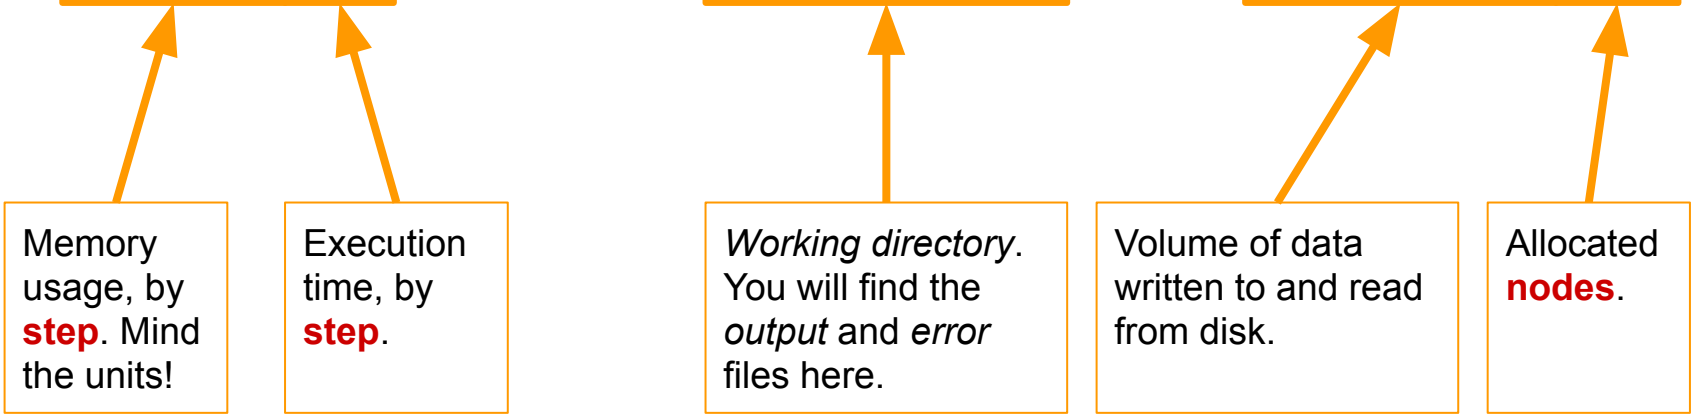 Memory
usage, by
step. Mind
the units!
Execution
time, by
step.
Working directory.
You will find the
output and error
files here.
Volume of data
written to and read
from disk.
Allocated
nodes.